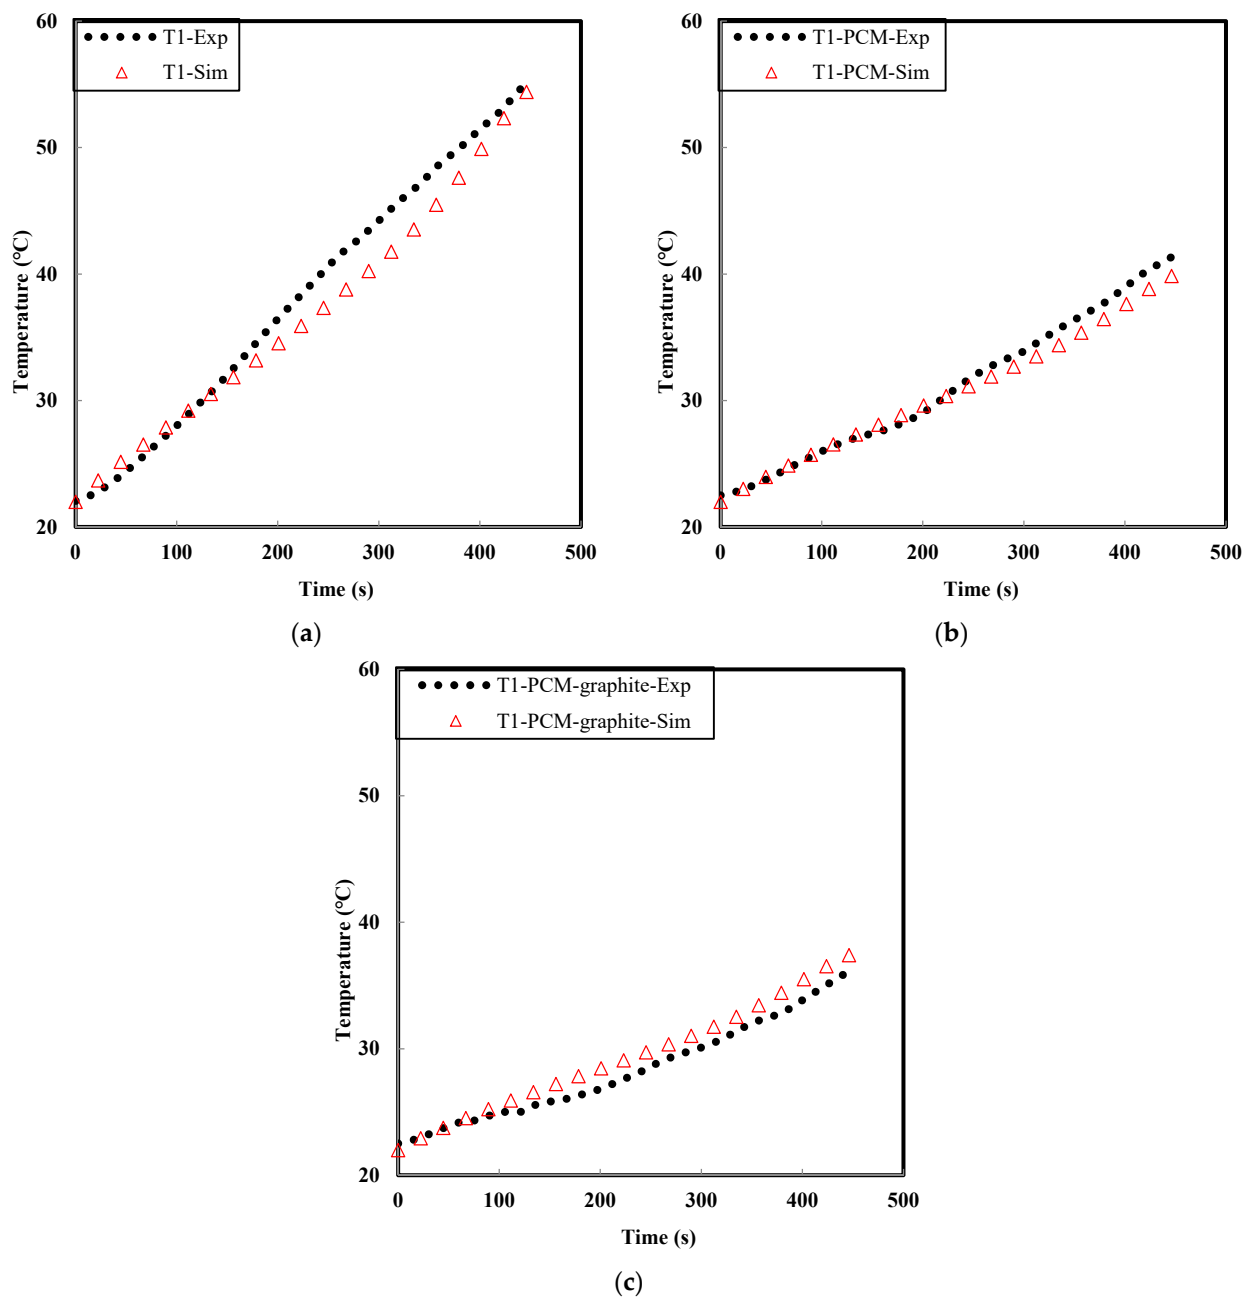 60
50
40
30
20
Temperature (℃)
T1-Exp
T1-Sim
0 100 200 300 400 500
Time (s)
(a)
60
50
40
30
20
Temperature (℃)
T1-PCM-Exp
T1-PCM-Sim
0 100 200 300 400 500
Time (s)
(b)
60
50
40
30
20
Temperature (℃)
T1-PCM-graphite-Exp
T1-PCM-graphite-Sim
0 100 200 300 400 500
Time (s)
(c)